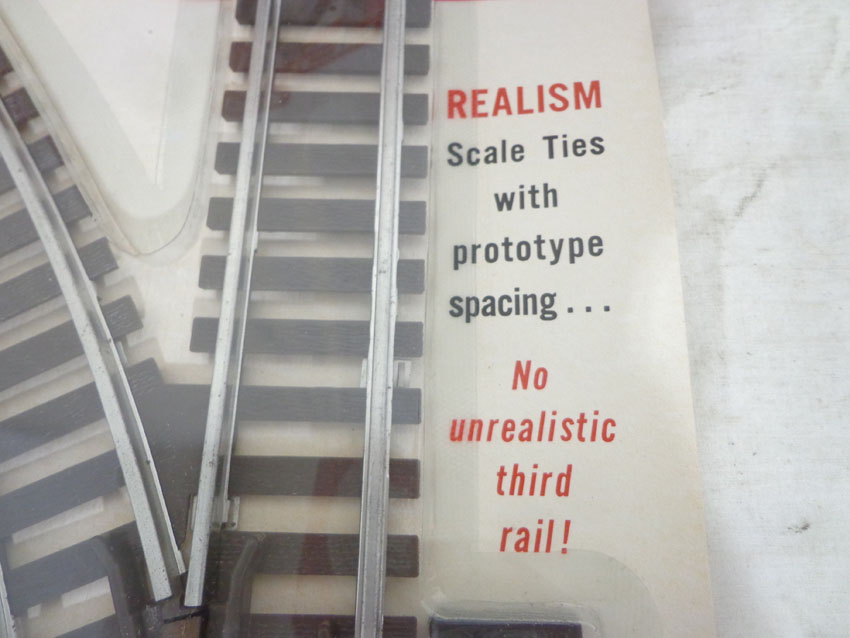 REALISM
Scale Ties
with
prototype
spacing...
No
unrealistic
third
rail!